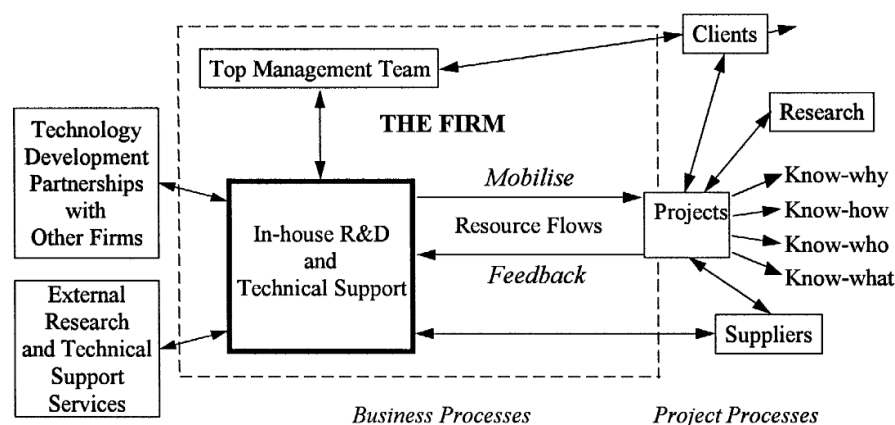 Clients
Top Management Team
THE FIRM
Research
Technology
Development
Partnerships
with
Other Firms
Mobilise
Know-why
In-house R&D
and
Technical Support
Resource Flows
Projects
Know-how
Know-who
Feedback
Know-what
External
Research
and Technical
Support
Services
Suppliers
Business Processes
Project Processes